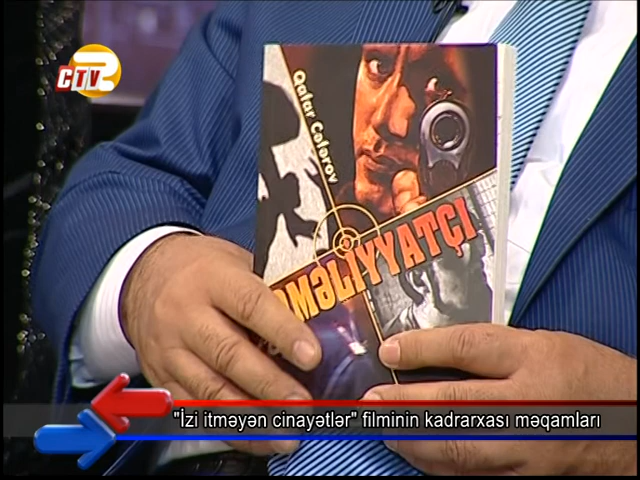 CTV
Qafar Cəfərov
ƏMƏLİYYATÇI
"İzi itməyən cinayətlər" filminin kadrarxası məqamları